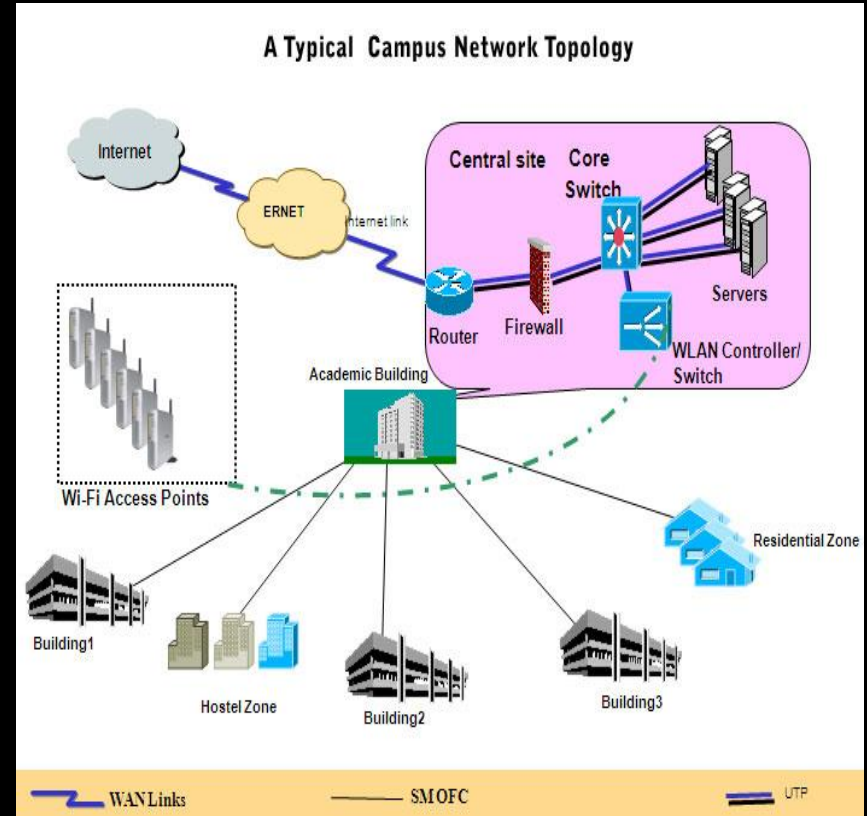 A Typical Campus Network Topology
Internet
ERNET
Internet link
Central site
Core
Switch
Servers
Router
Firewall
WLAN Controller/
Switch
Academic Building
Wi-Fi Access Points
Residential Zone
Building1
Hostel Zone
Building2
Building3
WAN Links
SMOFC
UTP